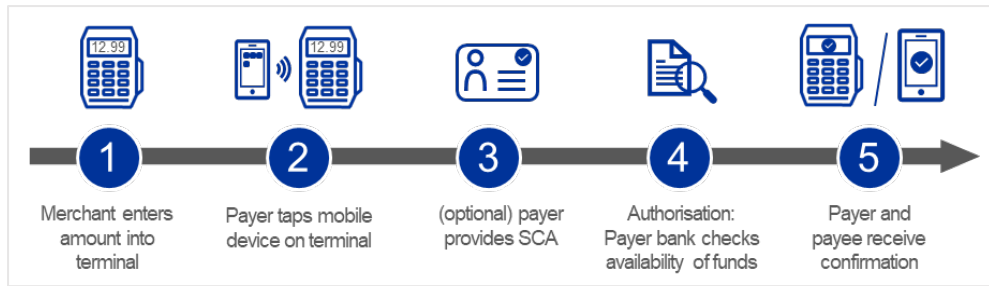 12.99
12.99
1
2
3
4
5
Merchant enters
amount into
terminal
Payer taps mobile
device on terminal
(optional) payer
provides SCA
Authorisation:
Payer bank checks
availability of funds
Payer and
payee receive
confirmation